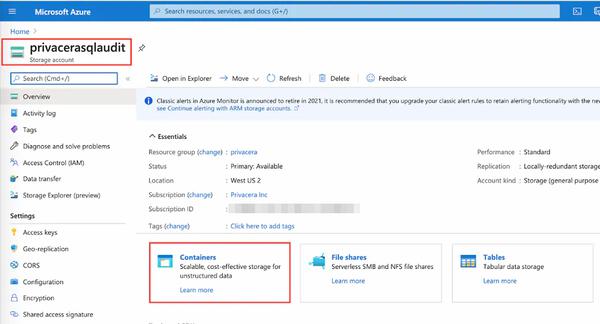 Microsoft Azure
Search resources, services, and docs (G+/)
Home >
privacerasqlaudit
Storage account
Search (Cmd+/)
Open in Explorer
Move
Refresh
Delete
Feedback
Overview
Activity log
Tags
Diagnose and solve problems
Access Control (IAM)
Data transfer
Storage Explorer (preview)
Settings
Access keys
Geo-replication
CORS
Configuration
Encryption
Shared access signature
Classic alerts in Azure Monitor is announced to retire in 2021, it is recommended that you upgrade your classic alert rules to retain alerting functionality with the new
see Continue alerting with ARM storage accounts.
Essentials
Resource group (change) : privacera
Status : Primary: Available
Location : West US 2
Subscription (change) : Privacera Inc
Subscription ID :
Tags (change) : Click here to add tags
Performance : Standard
Replication : Locally-redundant storage
Account kind : Storage (general purpose
Containers
Scalable, cost-effective storage for
unstructured data
Learn more
File shares
Serverless SMB and NFS file shares
Learn more
Tables
Tabular data storage
Learn more